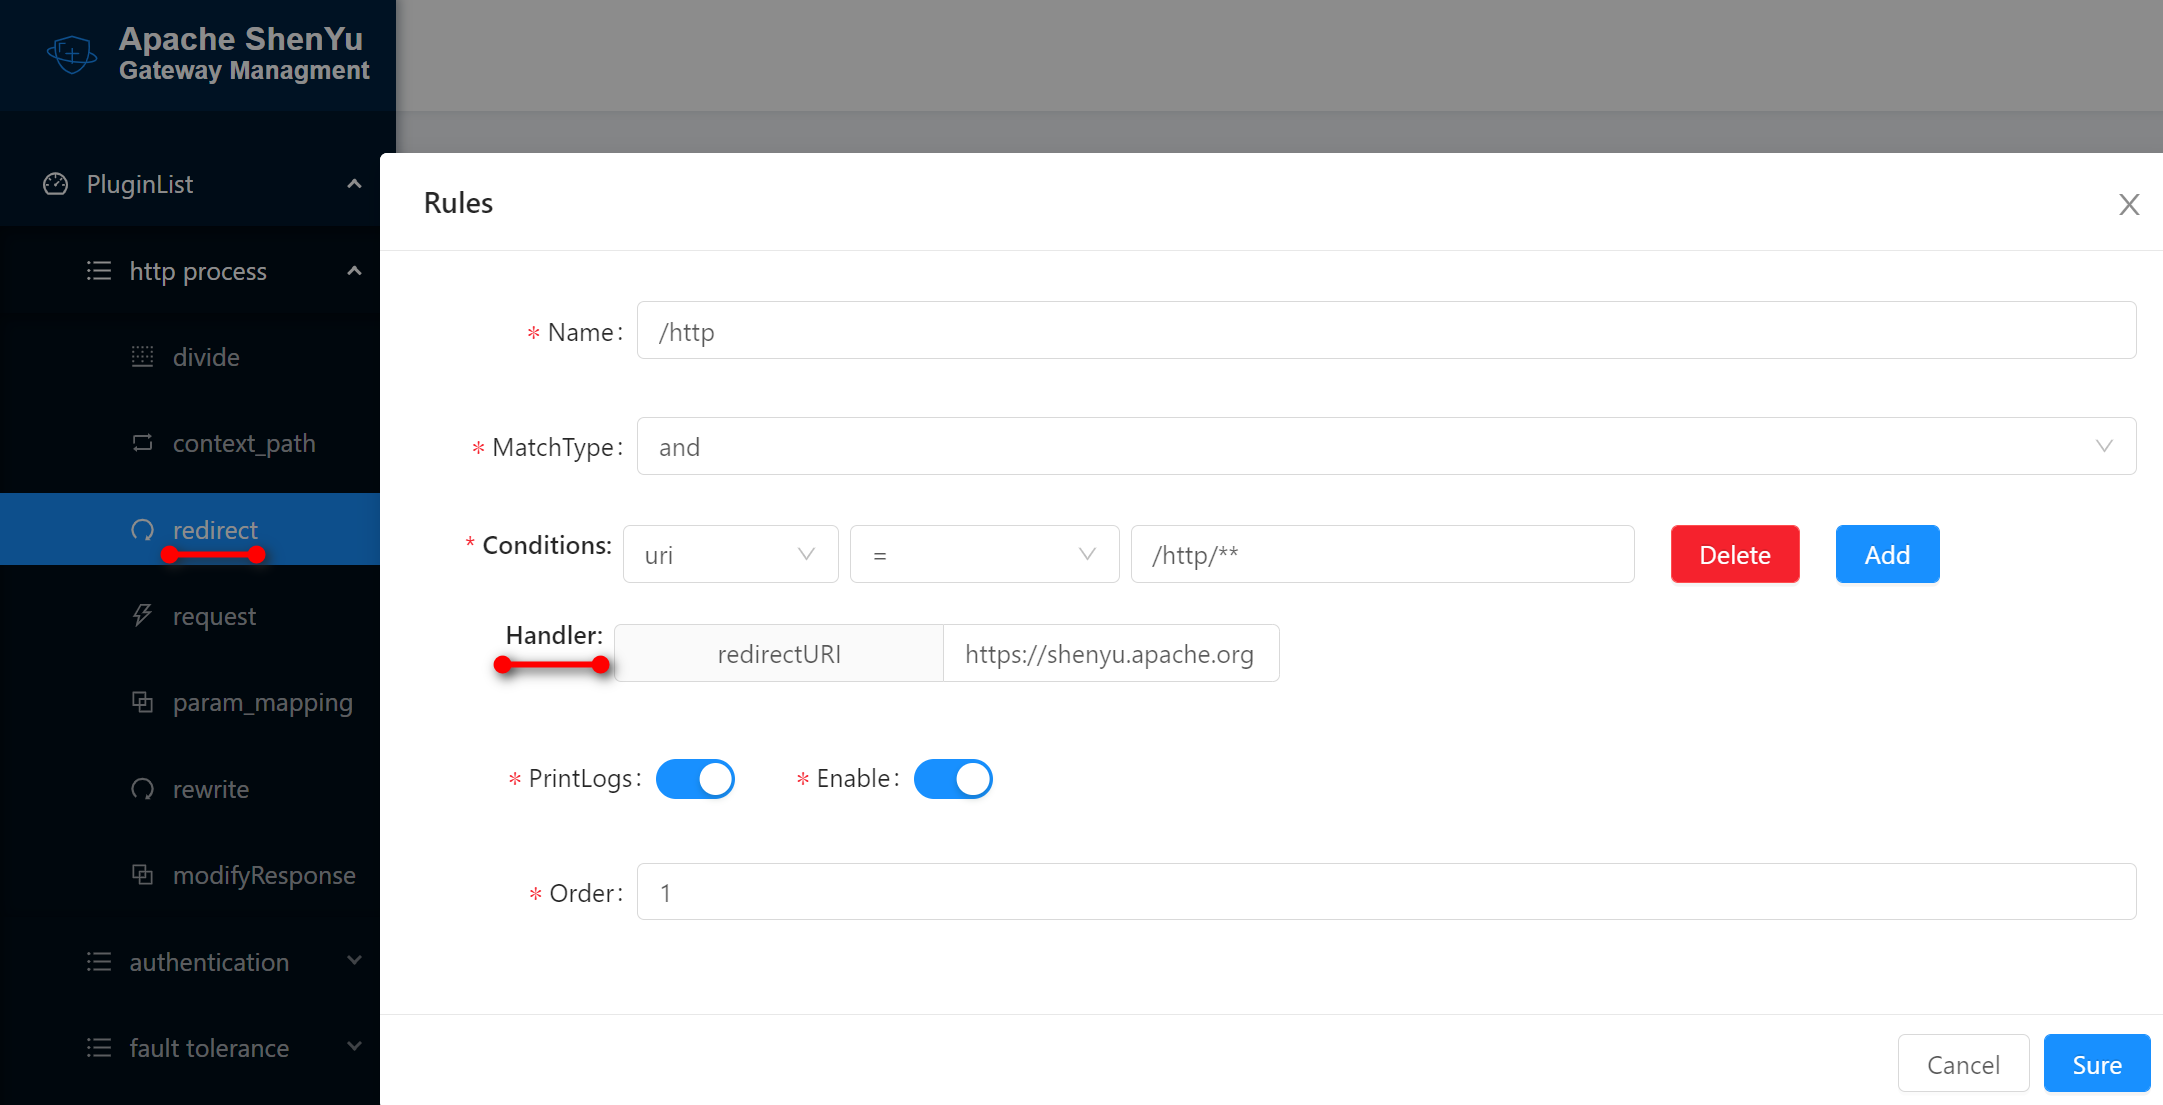 Apache ShenYu
Gateway Managment
PluginList
http process
divide
context_path
redirect
request
param_mapping
rewrite
modifyResponse
authentication
fault tolerance
Rules
* Name: /http
* MatchType: and
* Conditions: uri = /http/** Delete Add
Handler: redirectURI https://shenyu.apache.org
* PrintLogs: * Enable:
* Order: 1
Cancel Sure